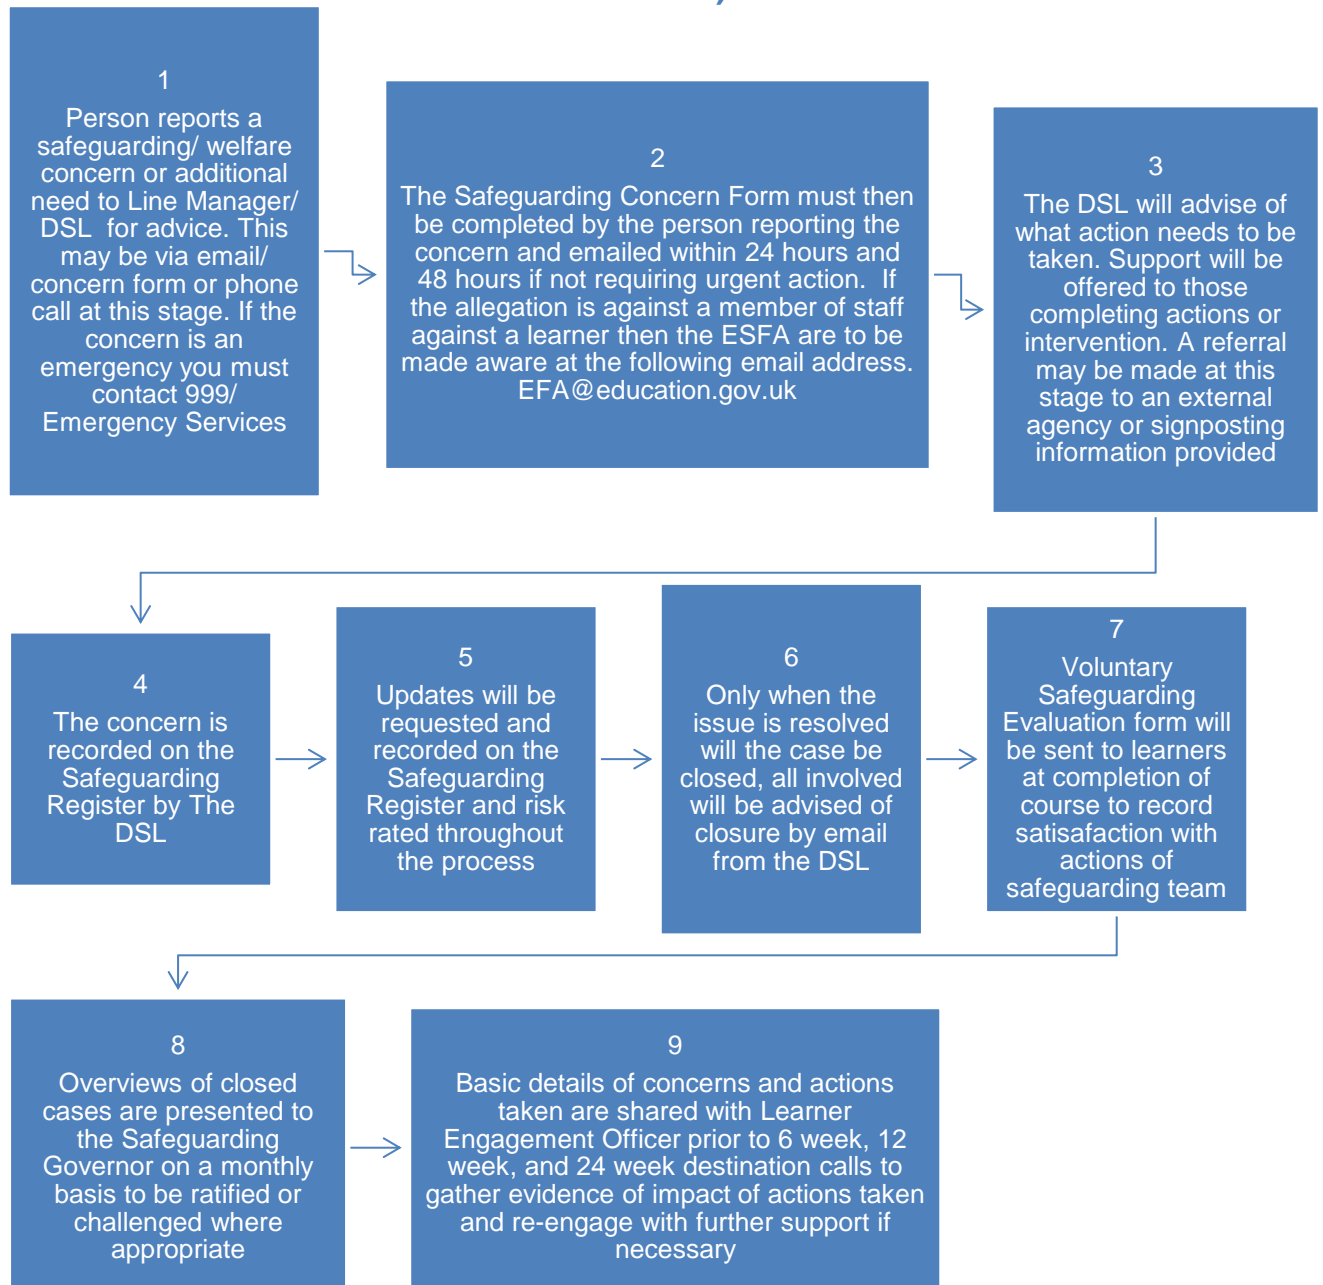 1
Person reports a
safeguarding/ welfare
concern or additional
need to Line Manager/
DSL  for advice. This
may be via email/
concern form or phone
call at this stage. If the
concern is an
emergency you must
contact 999/
Emergency Services
2
The Safeguarding Concern Form must then
be completed by the person reporting the
concern and emailed within 24 hours and
48 hours if not requiring urgent action.  If
the allegation is against a member of staff
against a learner then the ESFA are to be
made aware at the following email address.
EFA@education.gov.uk
3
The DSL will advise of
what action needs to be
taken. Support will be
offered to those
completing actions or
intervention. A referral
may be made at this
stage to an external
agency or signposting
information provided
4
The concern is
recorded on the
Safeguarding
Register by The
DSL
5
Updates will be
requested and
recorded on the
Safeguarding
Register and risk
rated throughout
the process
6
Only when the
issue is resolved
will the case be
closed, all involved
will be advised of
closure by email
from the DSL
7
Voluntary
Safeguarding
Evaluation form will
be sent to learners
at completion of
course to record
satisafaction with
actions of
safeguarding team
8
Overviews of closed
cases are presented to
the Safeguarding
Governor on a monthly
basis to be ratified or
challenged where
appropriate
9
Basic details of concerns and actions
taken are shared with Learner
Engagement Officer prior to 6 week, 12
week, and 24 week destination calls to
gather evidence of impact of actions taken
and re-engage with further support if
necessary